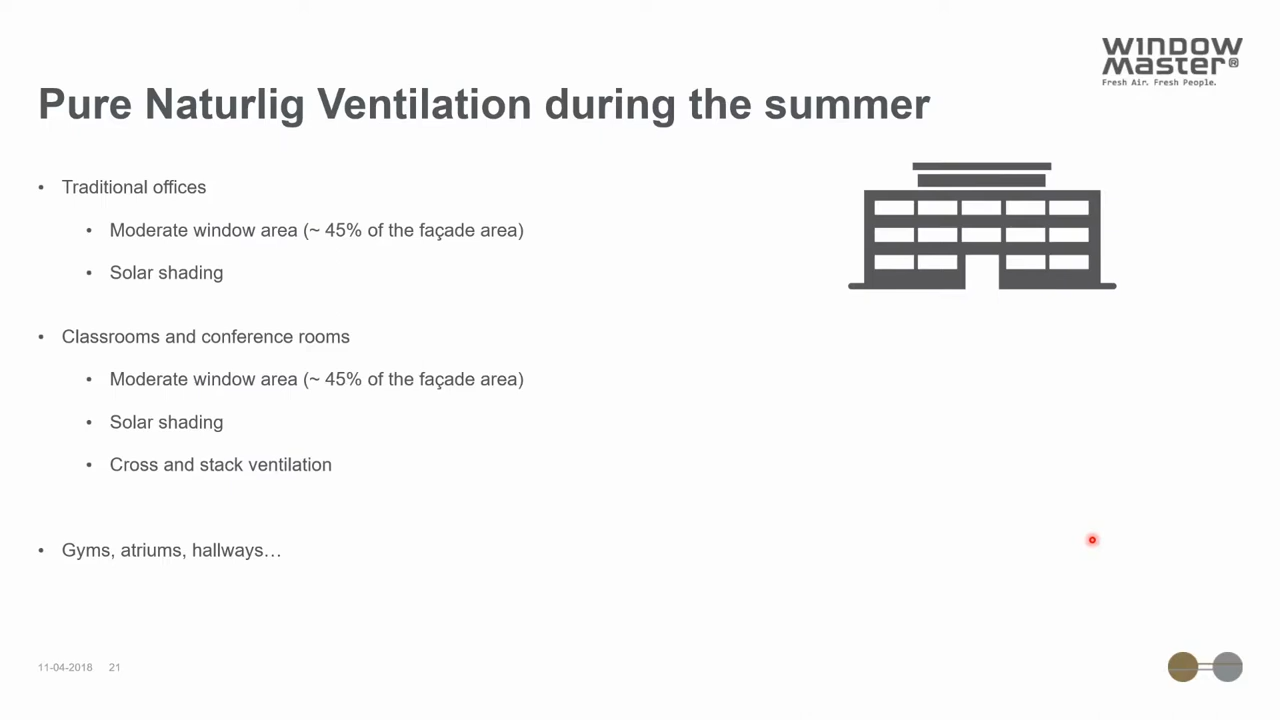 WINDOW
MASTER®
Fresh Air. Fresh People.
Pure Naturlig Ventilation during the summer
• Traditional offices
• Moderate window area (~ 45% of the façade area)
• Solar shading
• Classrooms and conference rooms
• Moderate window area (~ 45% of the façade area)
• Solar shading
• Cross and stack ventilation
• Gyms, atriums, hallways…
11-04-2018 21